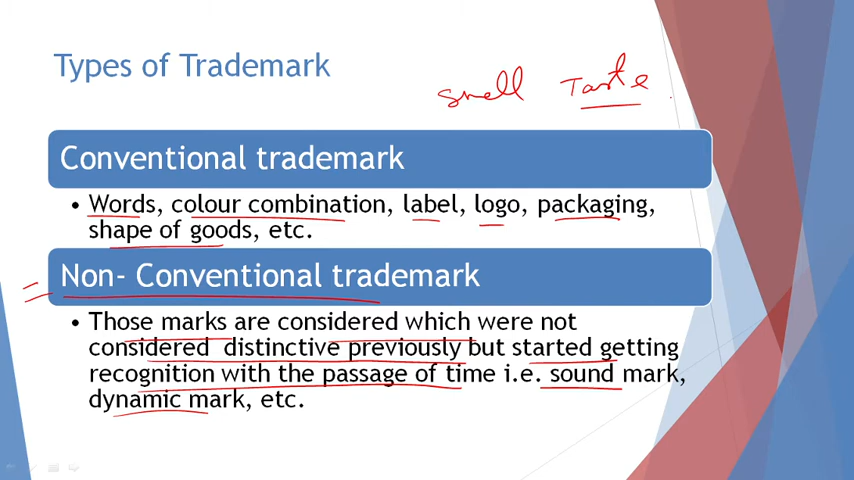 Types of Trademark
Smell Taste
Conventional trademark
• Words, colour combination, label, logo, packaging,
shape of goods, etc.
Non- Conventional trademark
• Those marks are considered which were not
considered distinctive previously but started getting
recognition with the passage of time i.e. sound mark,
dynamic mark, etc.